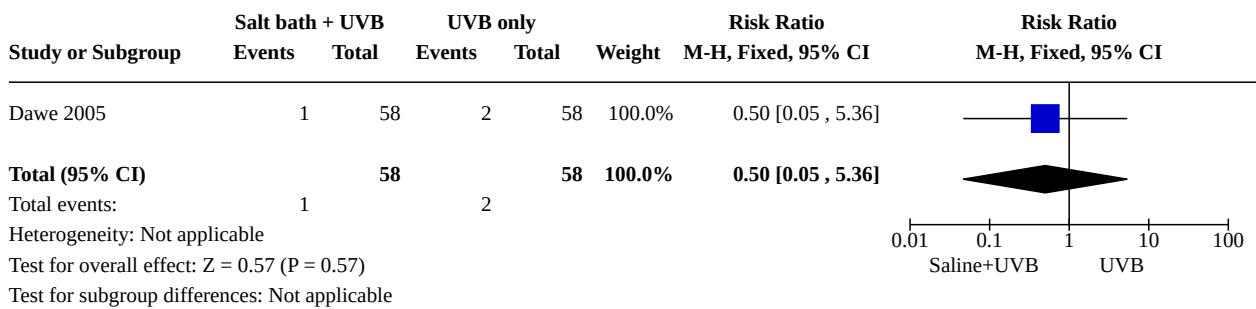 Salt bath + UVB UVB only Risk Ratio Risk Ratio
Study or Subgroup Events Total Events Total Weight M-H, Fixed, 95% CI M-H, Fixed, 95% CI
Dawe 2005 1 58 2 58 100.0% 0.50 [0.05 , 5.36]
Total (95% CI) 58 58 100.0% 0.50 [0.05 , 5.36]
Total events: 1 2
Heterogeneity: Not applicable 0.01 0.1 1 10 100
Test for overall effect: Z = 0.57 (P = 0.57) Saline+UVB UVB
Test for subgroup differences: Not applicable